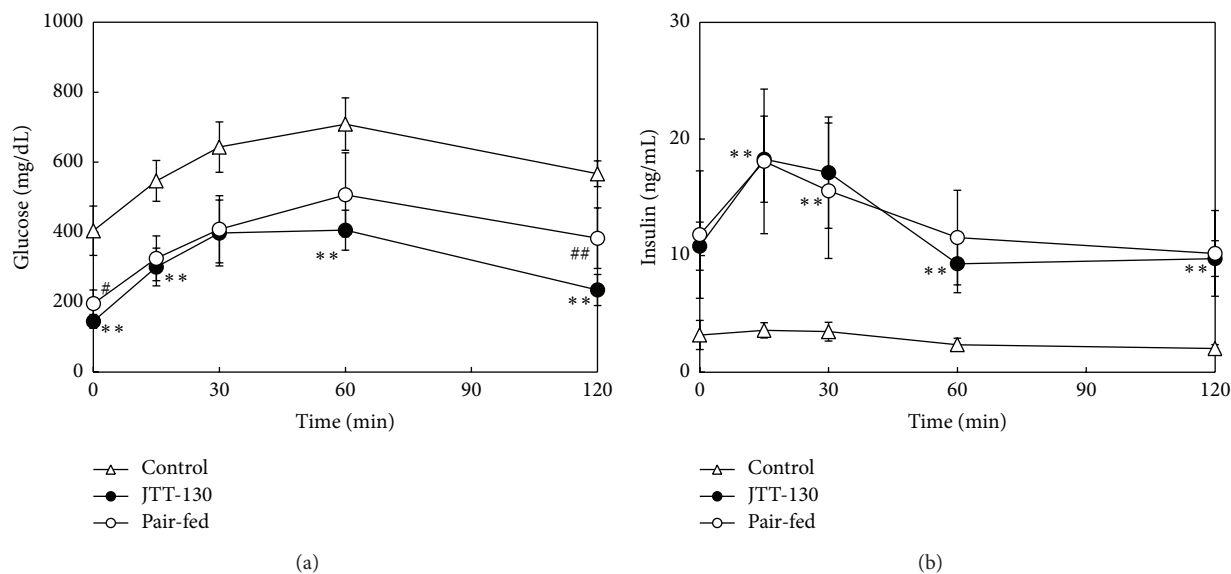 1000
800
600
400
200
0
Glucose (mg/dL)
#
**
**
**
##
**
0 30 60 90 120
Time (min)
Control
JTT-130
Pair-fed
(a)
30
20
10
0
Insulin (ng/mL)
**
**
**
**
0 30 60 90 120
Time (min)
Control
JTT-130
Pair-fed
(b)